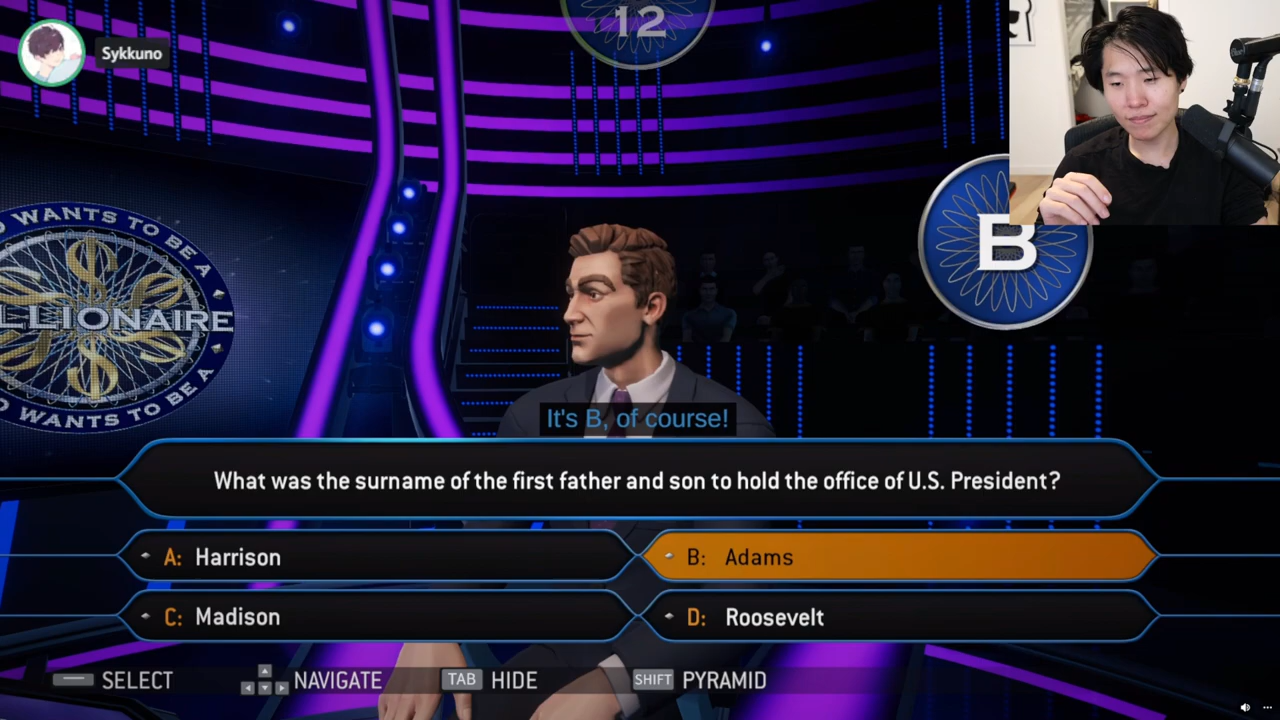 12
Sykkuno
WANTS TO BE A
LLIONAIRE
WANTS TO BE A
B
It's B, of course!
What was the surname of the first father and son to hold the office of U.S. President?
A: Harrison
B: Adams
C: Madison
D: Roosevelt
SELECT
NAVIGATE
TAB HIDE
SHIFT PYRAMID